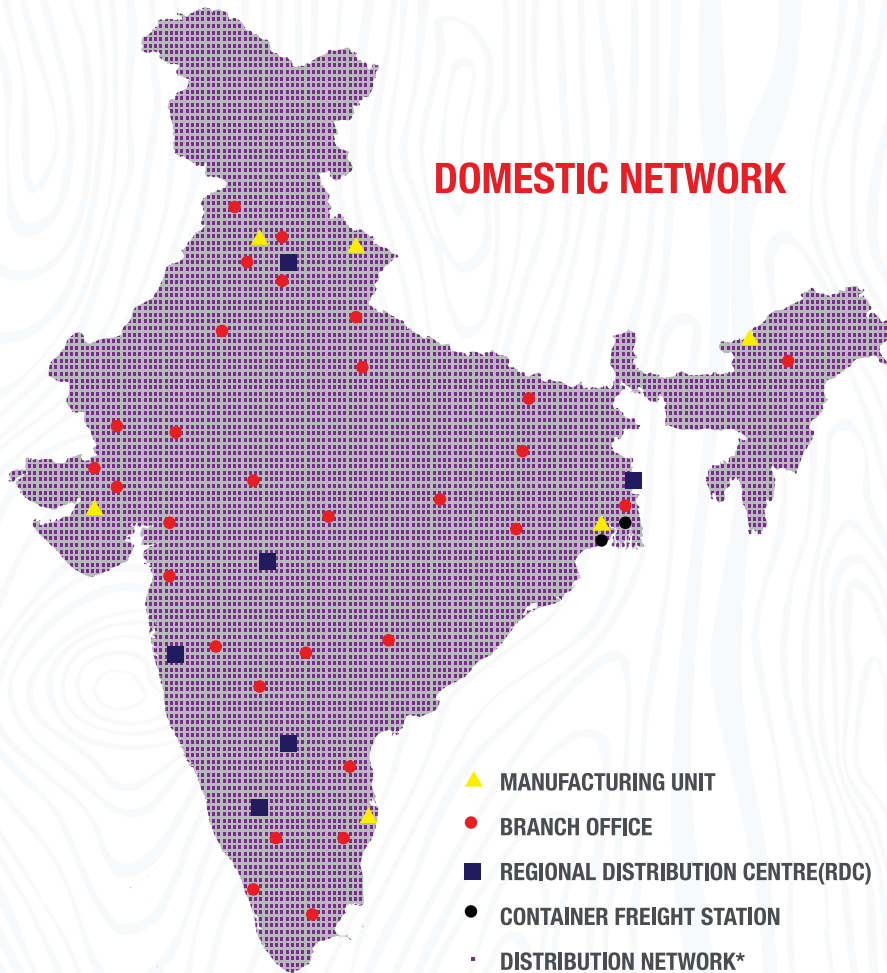 DOMESTIC NETWORK
MANUFACTURING UNIT
BRANCH OFFICE
REGIONAL DISTRIBUTION CENTRE(RDC)
CONTAINER FREIGHT STATION
DISTRIBUTION NETWORK*